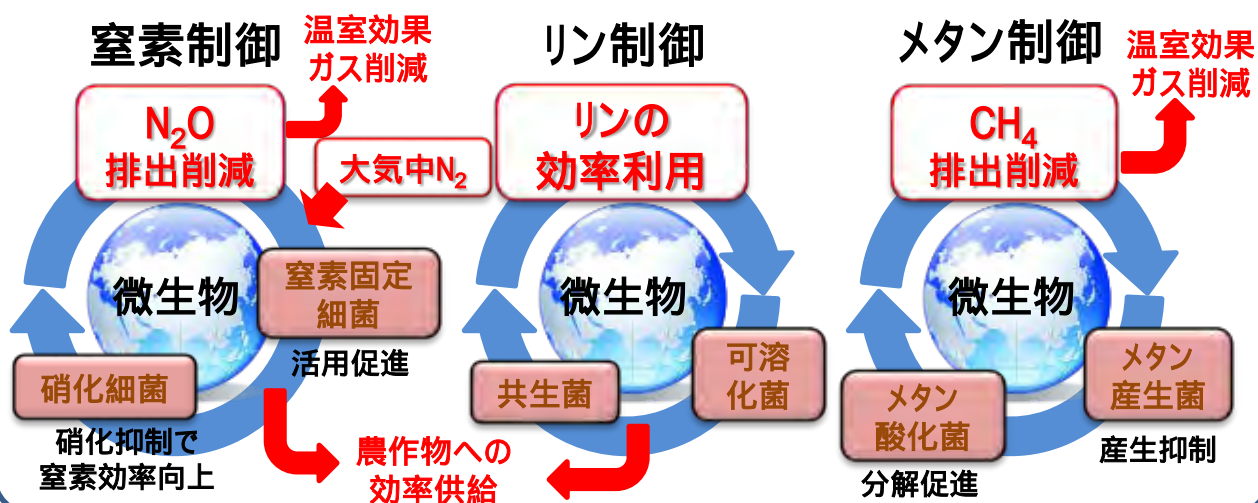 窒素制御
温室効果
ガス削減
N₂O
排出削減
大気中N₂
微生物
窒素固定
細菌
活用促進
硝化細菌
硝化抑制で
窒素効率向上
リン制御
リンの
効率利用
微生物
可溶
化菌
共生菌
農作物への
効率供給
メタン制御
温室効果
ガス削減
CH₄
排出削減
微生物
メタン
産生菌
産生抑制
メタン
酸化菌
分解促進